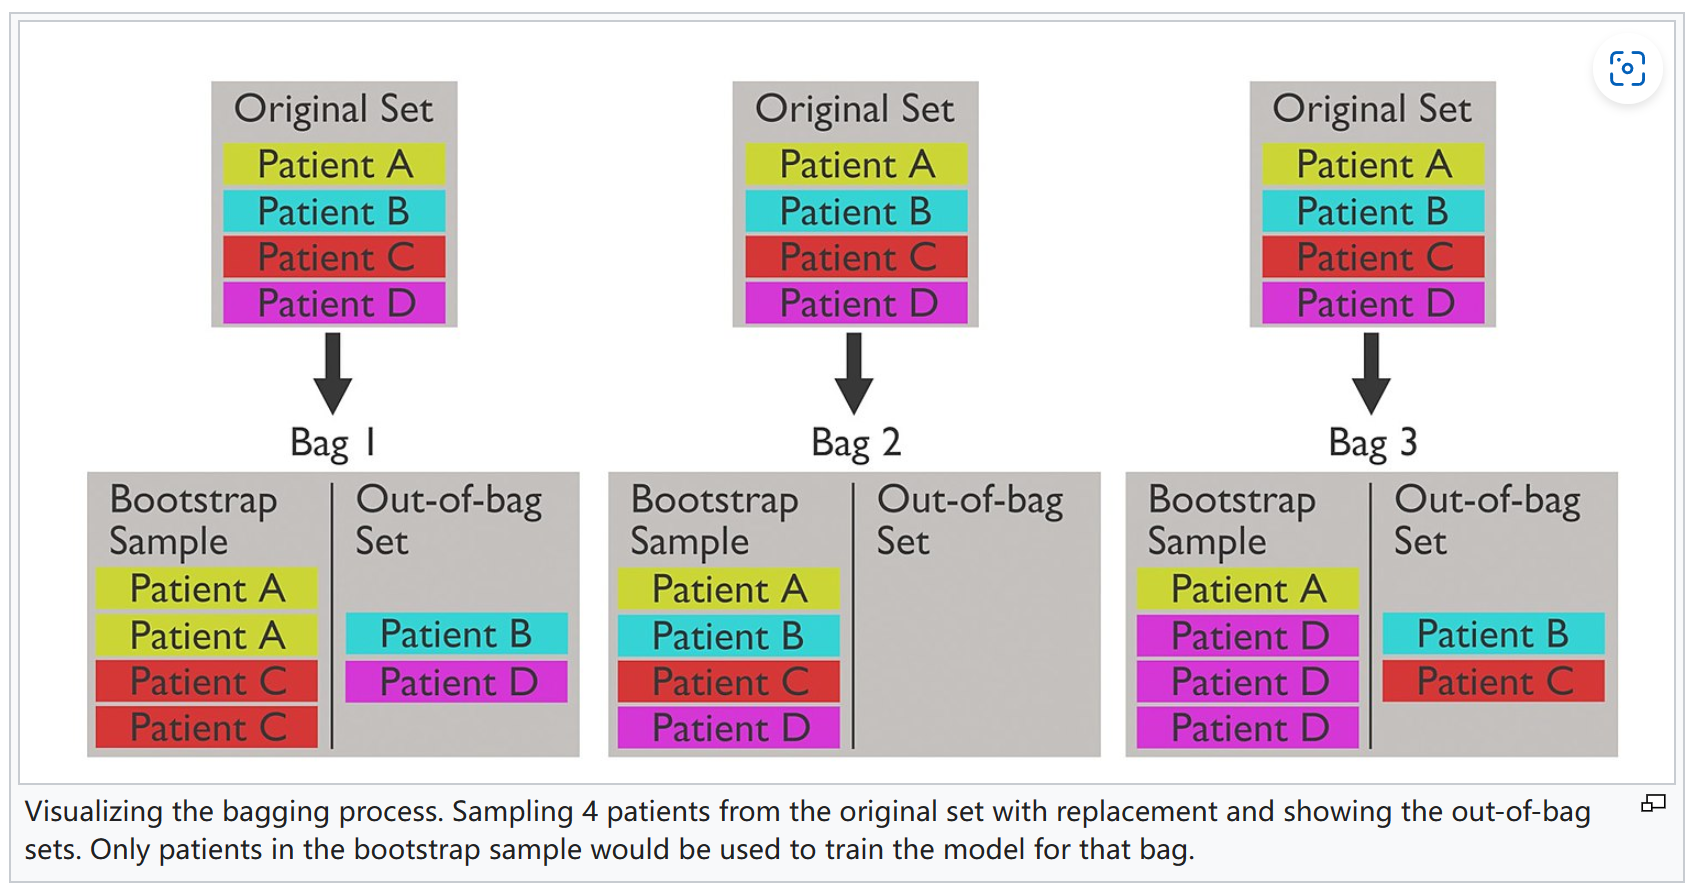 Original Set
Patient A
Patient B
Patient C
Patient D
Bag 1
Bootstrap
Sample
Patient A
Patient A
Patient C
Patient C
Out-of-bag
Set
Patient B
Patient D
Original Set
Patient A
Patient B
Patient C
Patient D
Bag 2
Bootstrap
Sample
Patient A
Patient B
Patient C
Patient D
Out-of-bag
Set
Original Set
Patient A
Patient B
Patient C
Patient D
Bag 3
Bootstrap
Sample
Patient A
Patient D
Patient D
Patient D
Out-of-bag
Set
Patient B
Patient C
Visualizing the bagging process. Sampling 4 patients from the original set with replacement and showing the out-of-bag
sets. Only patients in the bootstrap sample would be used to train the model for that bag.